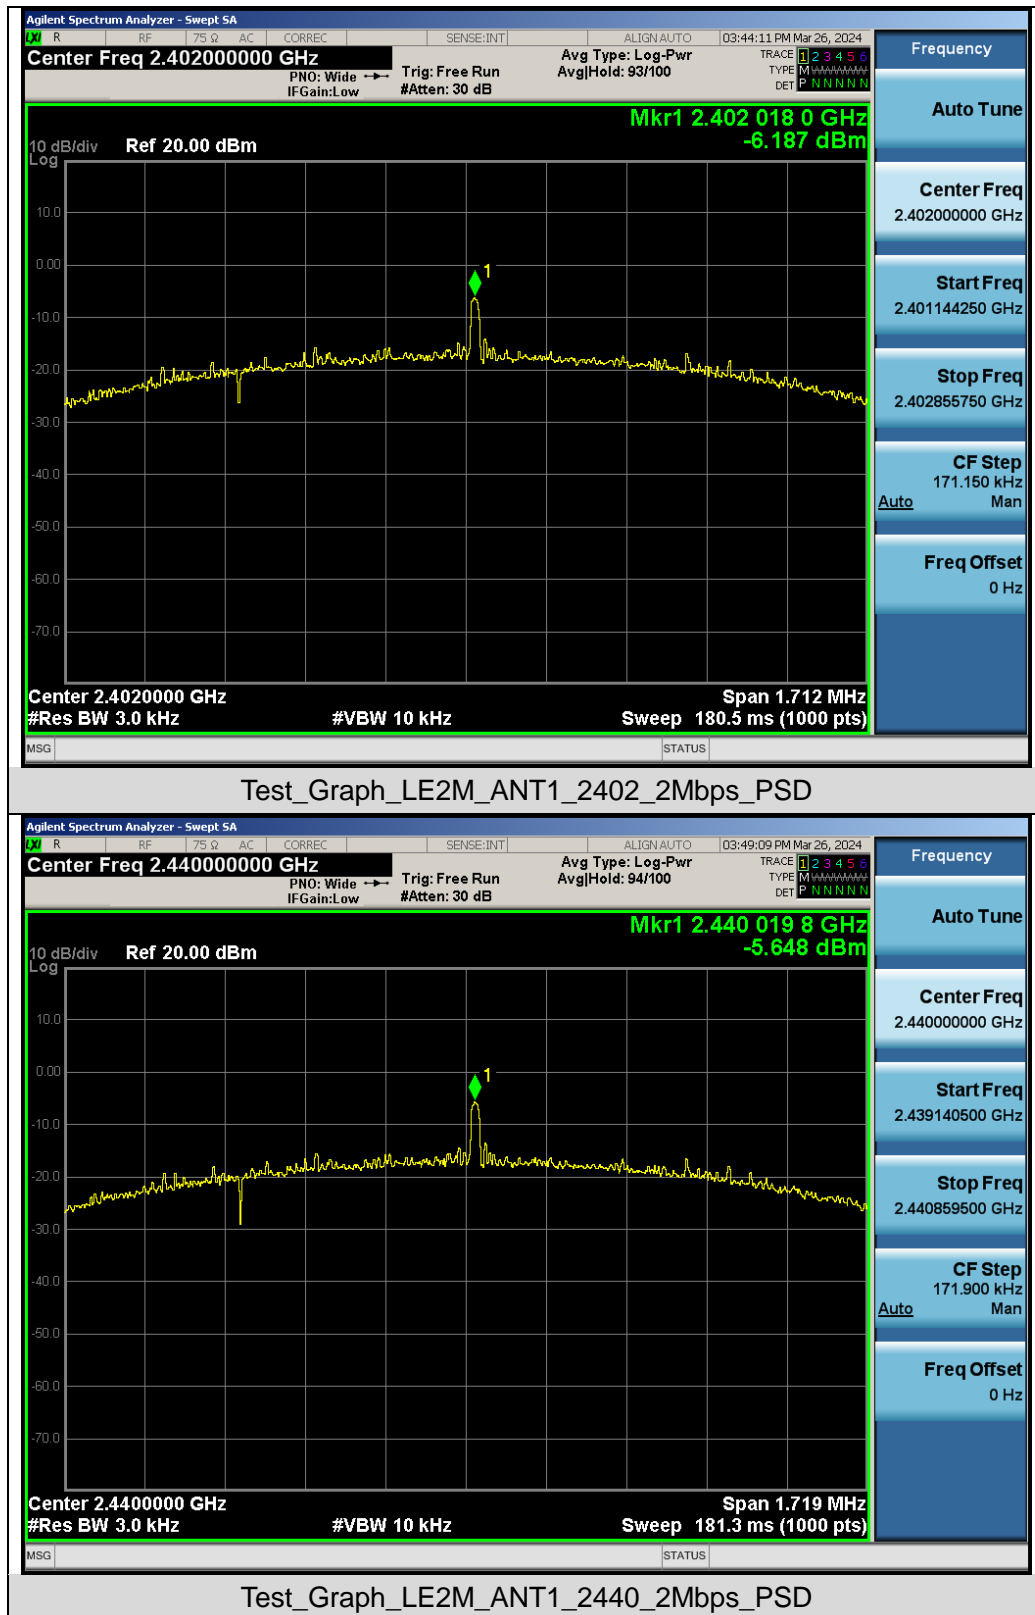 Agilent Spectrum Analyzer - Swept SA
LXI R RF 75 Ω AC CORREC SENSE:INT ALIGN AUTO 03:44:11 PM Mar 26, 2024
Center Freq 2.402000000 GHz
PNO: Wide
IFGain:Low
Trig: Free Run
#Atten: 30 dB
Avg Type: Log-Pwr
Avg|Hold: 93/100
TRACE 1 2 3 4 5 6
TYPE M
DET P N N N N N
Mkr1 2.402 018 0 GHz
-6.187 dBm
10 dB/div Ref 20.00 dBm
Log
10.0
0.00
-10.0
-20.0
-30.0
-40.0
-50.0
-60.0
-70.0
1
Center 2.4020000 GHz
Span 1.712 MHz
#Res BW 3.0 kHz
#VBW 10 kHz
Sweep 180.5 ms (1000 pts)
MSG
STATUS
Frequency
Auto Tune
Center Freq
2.402000000 GHz
Start Freq
2.401144250 GHz
Stop Freq
2.402855750 GHz
CF Step
171.150 kHz
Auto Man
Freq Offset
0 Hz
Test_Graph_LE2M_ANT1_2402_2Mbps_PSD
Agilent Spectrum Analyzer - Swept SA
LXI R RF 75 Ω AC CORREC SENSE:INT ALIGN AUTO 03:49:09 PM Mar 26, 2024
Center Freq 2.440000000 GHz
PNO: Wide
IFGain:Low
Trig: Free Run
#Atten: 30 dB
Avg Type: Log-Pwr
Avg|Hold: 94/100
TRACE 1 2 3 4 5 6
TYPE M
DET P N N N N N
Mkr1 2.440 019 8 GHz
-5.648 dBm
10 dB/div Ref 20.00 dBm
Log
10.0
0.00
-10.0
-20.0
-30.0
-40.0
-50.0
-60.0
-70.0
1
Center 2.4400000 GHz
Span 1.719 MHz
#Res BW 3.0 kHz
#VBW 10 kHz
Sweep 181.3 ms (1000 pts)
MSG
STATUS
Frequency
Auto Tune
Center Freq
2.440000000 GHz
Start Freq
2.439140500 GHz
Stop Freq
2.440859500 GHz
CF Step
171.900 kHz
Auto Man
Freq Offset
0 Hz
Test_Graph_LE2M_ANT1_2440_2Mbps_PSD